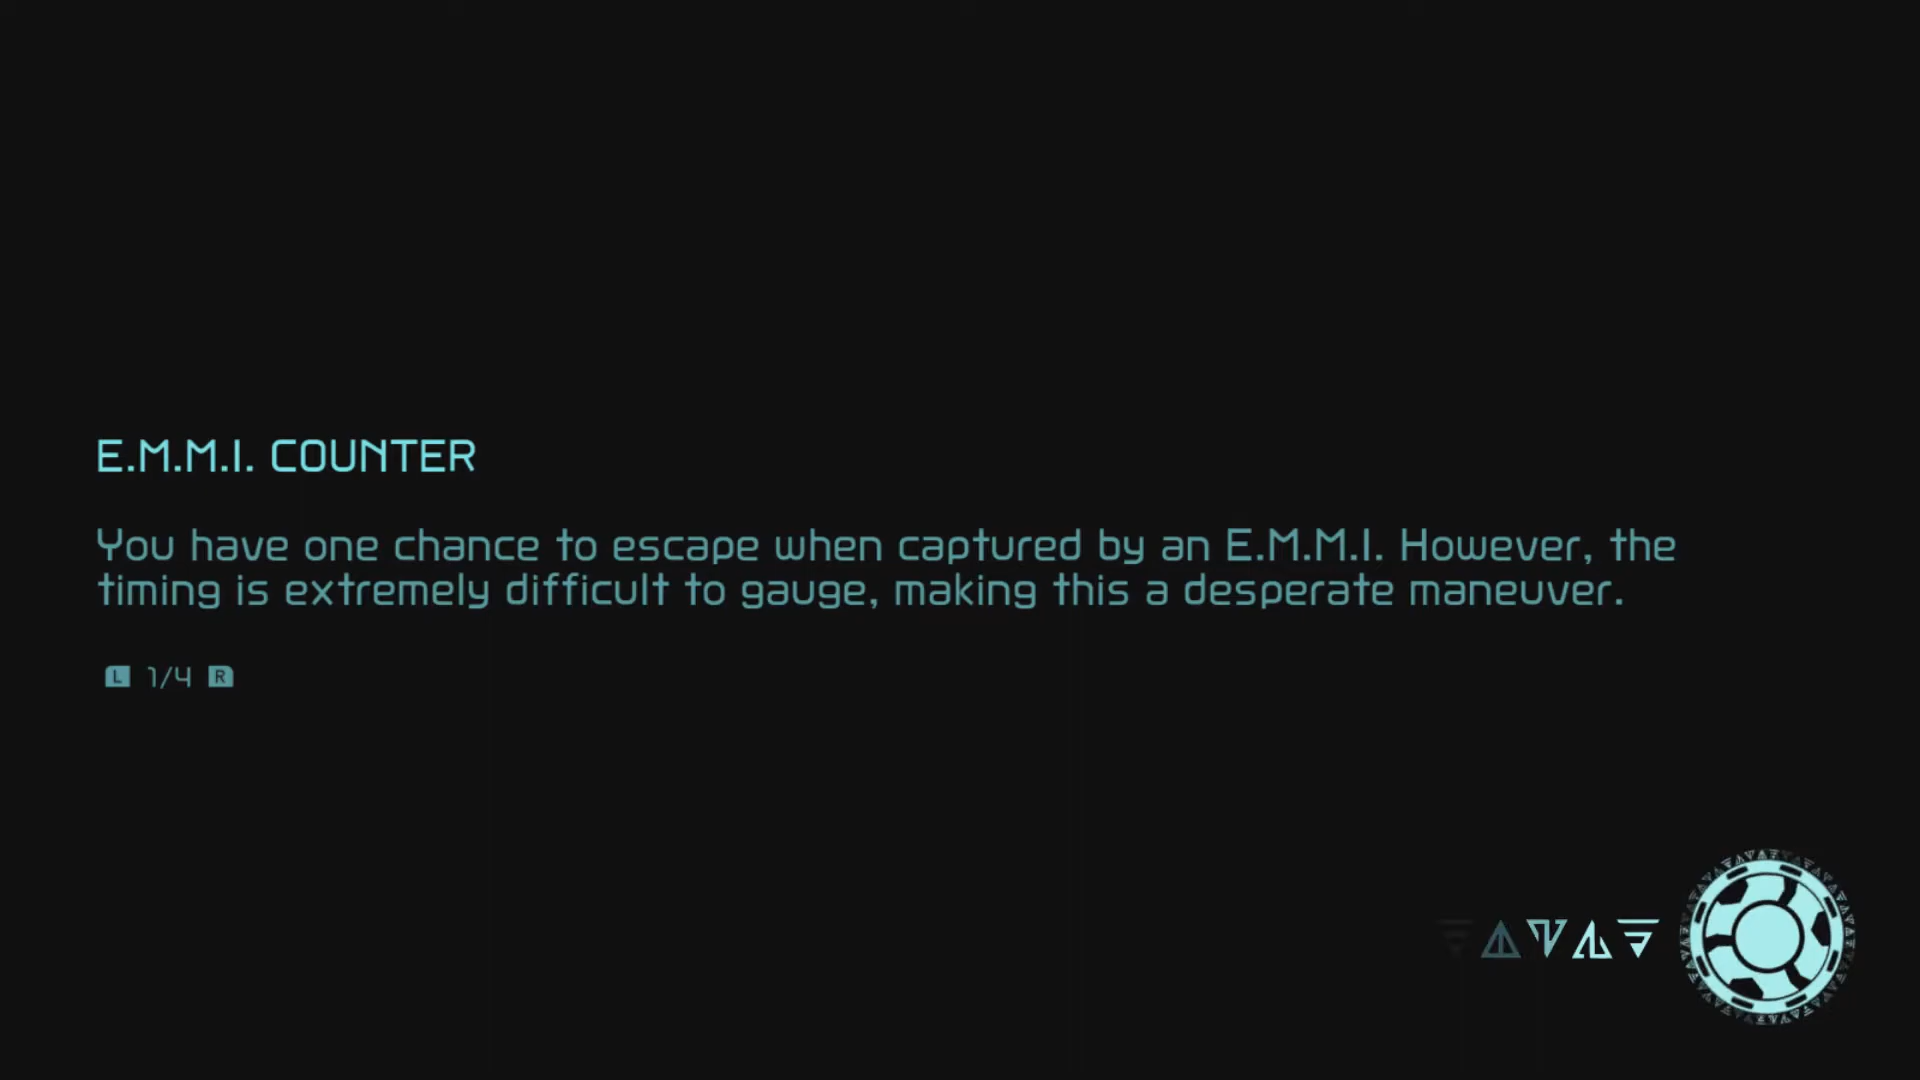 E.M.M.I. COUNTER
You have one chance to escape when captured by an E.M.M.I. However, the
timing is extremely difficult to gauge, making this a desperate maneuver.
L 1/4 R